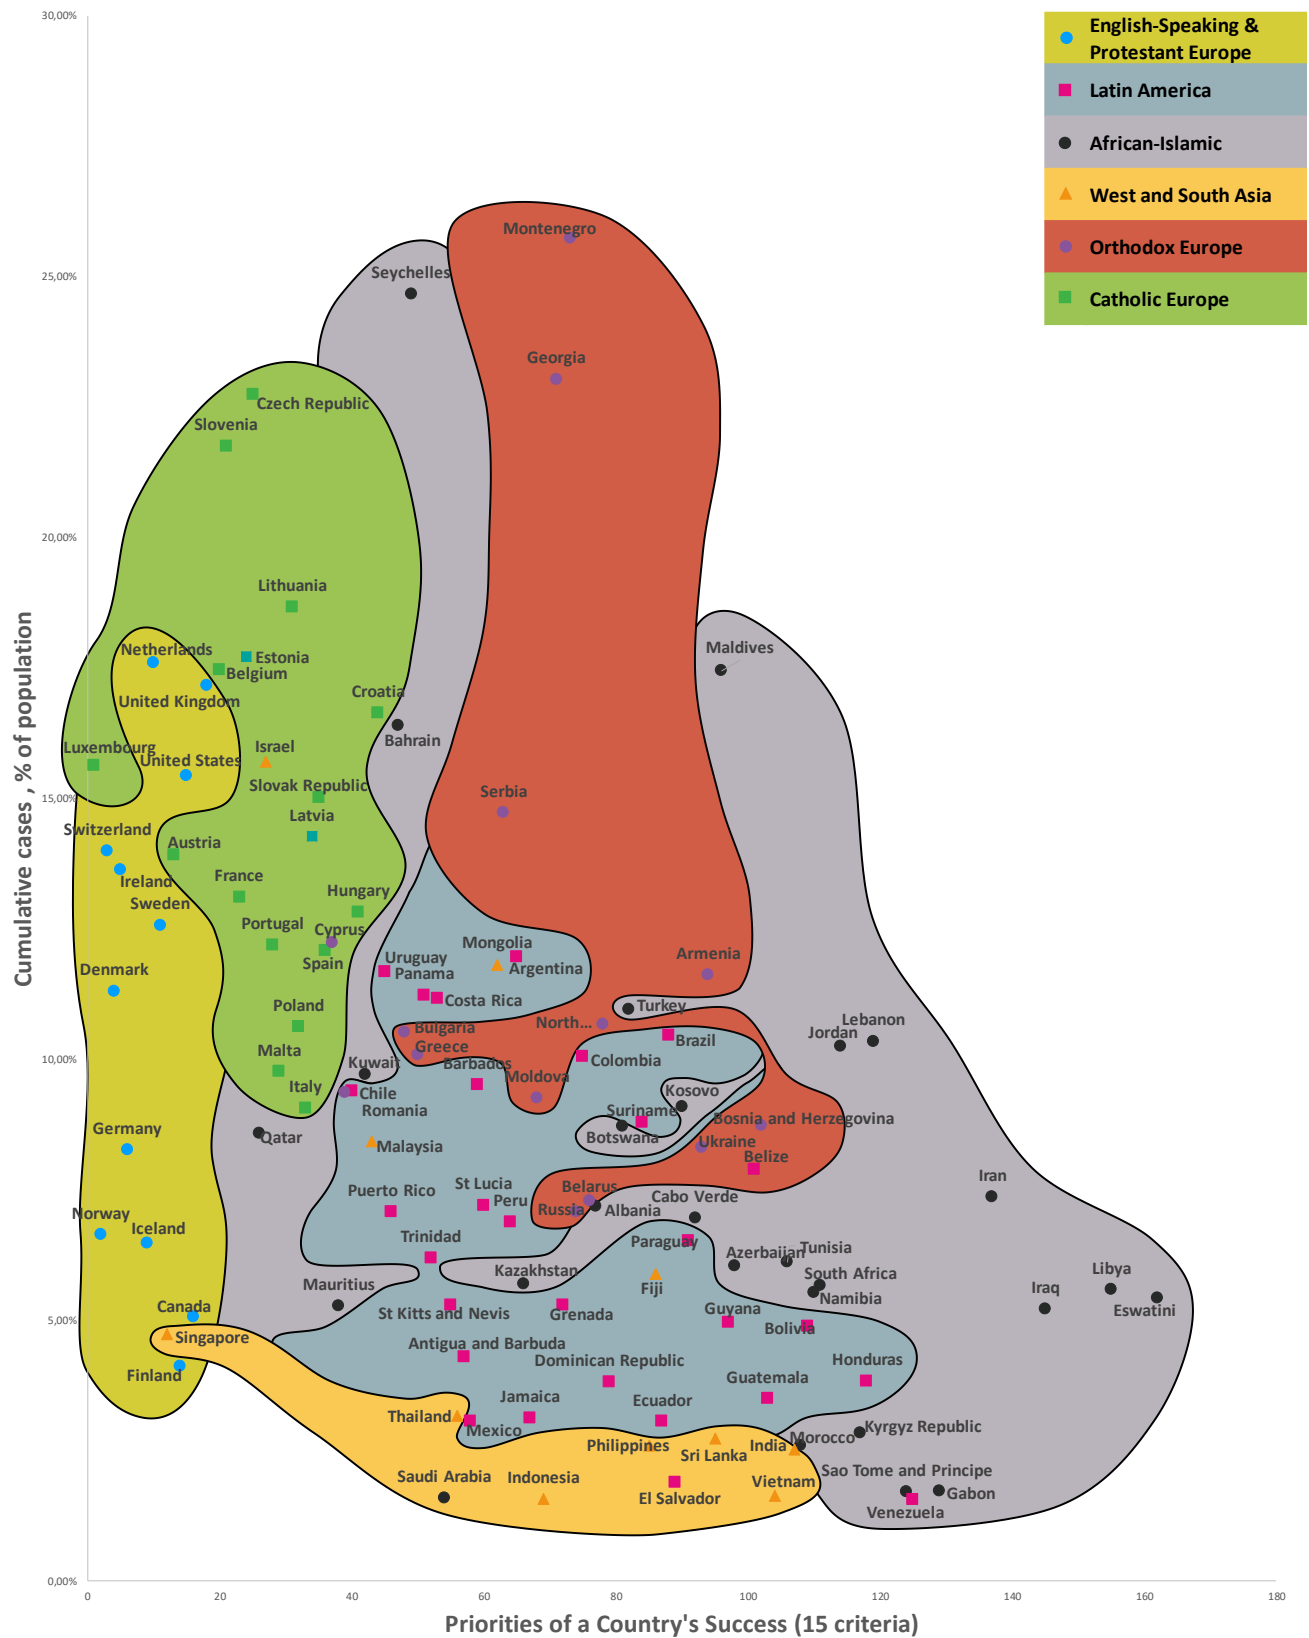 30,00%
English-Speaking &
Protestant Europe
Latin America
African-Islamic
West and South Asia
Orthodox Europe
Catholic Europe
Montenegro
Seychelles
25,00%
Georgia
Czech Republic
Slovenia
20,00%
Lithuania
Netherlands
Maldives
Estonia
Belgium
Croatia
United Kingdom
Bahrain
Luxembourg
Israel
United States
Slovak Republic
Serbia
15,00%
Latvia
Switzerland
Austria
France
Ireland
Hungary
Sweden
Portugal
Cyprus
Mongolia
Armenia
Uruguay
Spain
Denmark
Panama
Argentina
Costa Rica
Poland
Turkey
Lebanon
North...
Jordan
Bulgaria
Brazil
Greece
Malta
10,00%
Kuwait
Barbados
Colombia
Moldova
Italy
Chile
Kosovo
Romania
Suriname
Bosnia and Herzegovina
Germany
Qatar
Botswana
Ukraine
Malaysia
Belize
Iran
St Lucia
Puerto Rico
Belarus
Cabo Verde
Peru
Russia
Albania
Norway
Iceland
Trinidad
Paraguay
Azerbaijan
Tunisia
Kazakhstan
South Africa
Libya
Mauritius
Fiji
Iraq
Namibia
Canada
St Kitts and Nevis
Grenada
Guyana
Eswatini
5,00%
Bolivia
Singapore
Antigua and Barbuda
Dominican Republic
Honduras
Finland
Guatemala
Jamaica
Ecuador
Thailand
Mexico
Kyrgyz Republic
Philippines
India
Morocco
Sri Lanka
Saudi Arabia
Indonesia
Vietnam
Sao Tome and Principe
El Salvador
Gabon
Venezuela
0,00%
0
20
40
60
80
100
120
140
160
180
Cumulative cases , % of population
Priorities of a Country's Success (15 criteria)